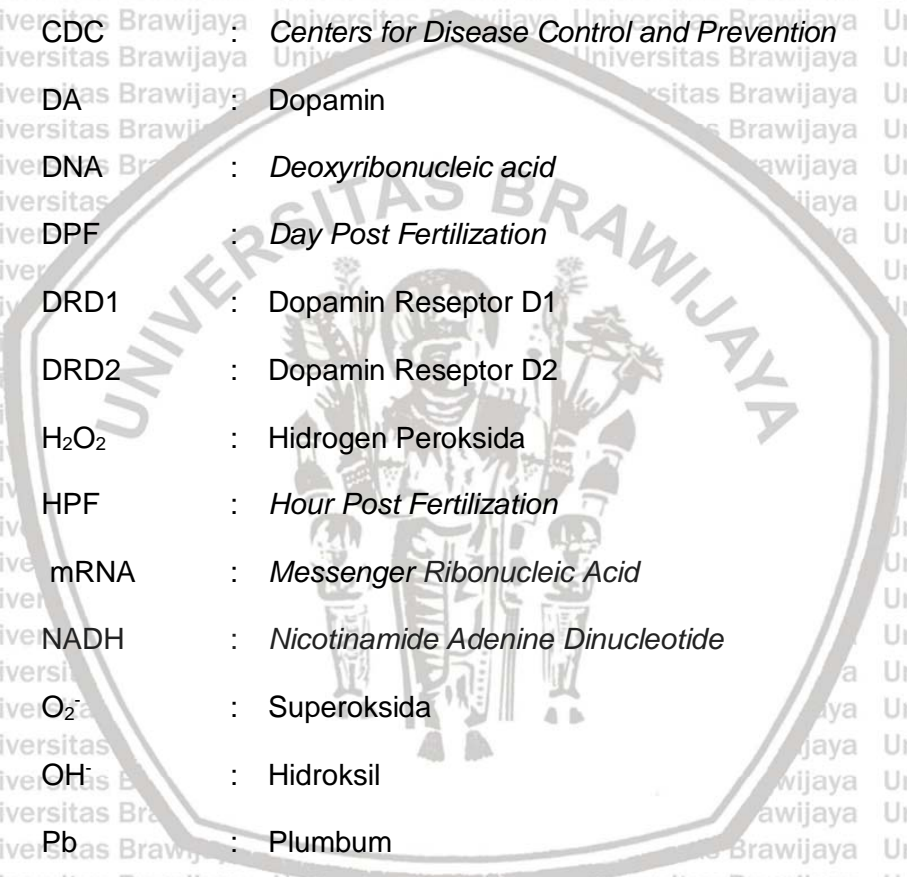 CDC : Centers for Disease Control and Prevention
DA : Dopamin
DNA : Deoxyribonucleic acid
DPF : Day Post Fertilization
DRD1 : Dopamin Reseptor D1
DRD2 : Dopamin Reseptor D2
H₂O₂ : Hidrogen Peroksida
HPF : Hour Post Fertilization
mRNA : Messenger Ribonucleic Acid
NADH : Nicotinamide Adenine Dinucleotide
O₂⁻ : Superoksida
OH⁻ : Hidroksil
Pb : Plumbum
UNIVERSITAS BRAWIJAYA